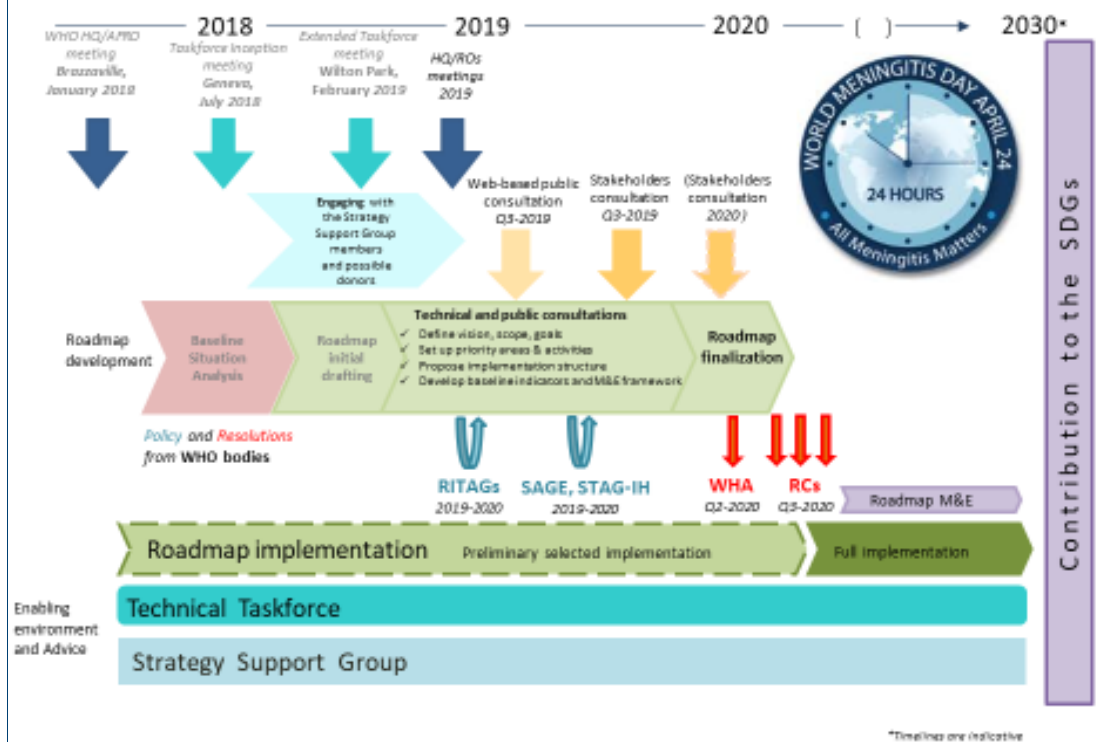 2018 2019 2020 ( ) 2030*
WHO HQ/AFRO
meeting
Brazzaville,
January 2018
Taskforce Inception
meeting
Geneva,
July 2018
Extended Taskforce
meeting
Wilton Park,
February 2019
HQ/ROs
meetings
2019
WORLD MENINGITIS DAY APRIL 24
24 HOURS
All Meningitis Matters
Contribution to the SDGs
Web-based public
consultation
Q3-2019
Stakeholders
consultation
Q3-2019
(Stakeholders
consultation
2020)
Engaging with
the Strategy
Support Group
members
and possible
donors
Roadmap
development
Baseline
Situation
Analysis
Roadmap
initial
drafting
Technical and public consultations
✓ Define vision, scope, goals
✓ Set up priority areas & activities
✓ Propose implementation structure
✓ Develop baseline indicators and M&E framework
Roadmap
finalization
Policy and Resolutions
from WHO bodies
RITAGs
2019-2020
SAGE, STAG-IH
2019-2020
WHA
Q2-2020
RCs
Q3-2020
Roadmap M&E
Roadmap implementation Preliminary selected implementation
Full implementation
Enabling
environment
and Advice
Technical Taskforce
Strategy Support Group
*Timelines are indicative